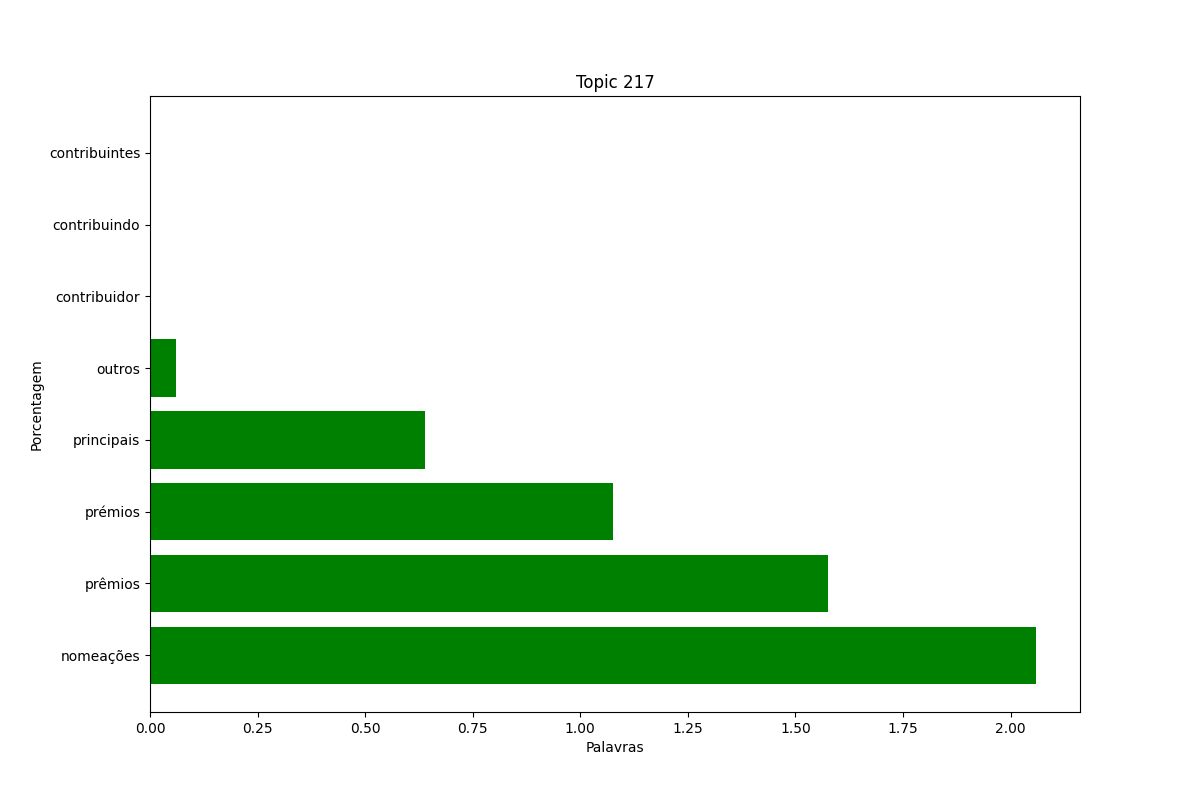 Topic 217
contribuintes
contribuindo
contribuidor
outros
principais
prémios
prêmios
nomeações
Porcentagem
0.00 0.25 0.50 0.75 1.00 1.25 1.50 1.75 2.00
Palavras